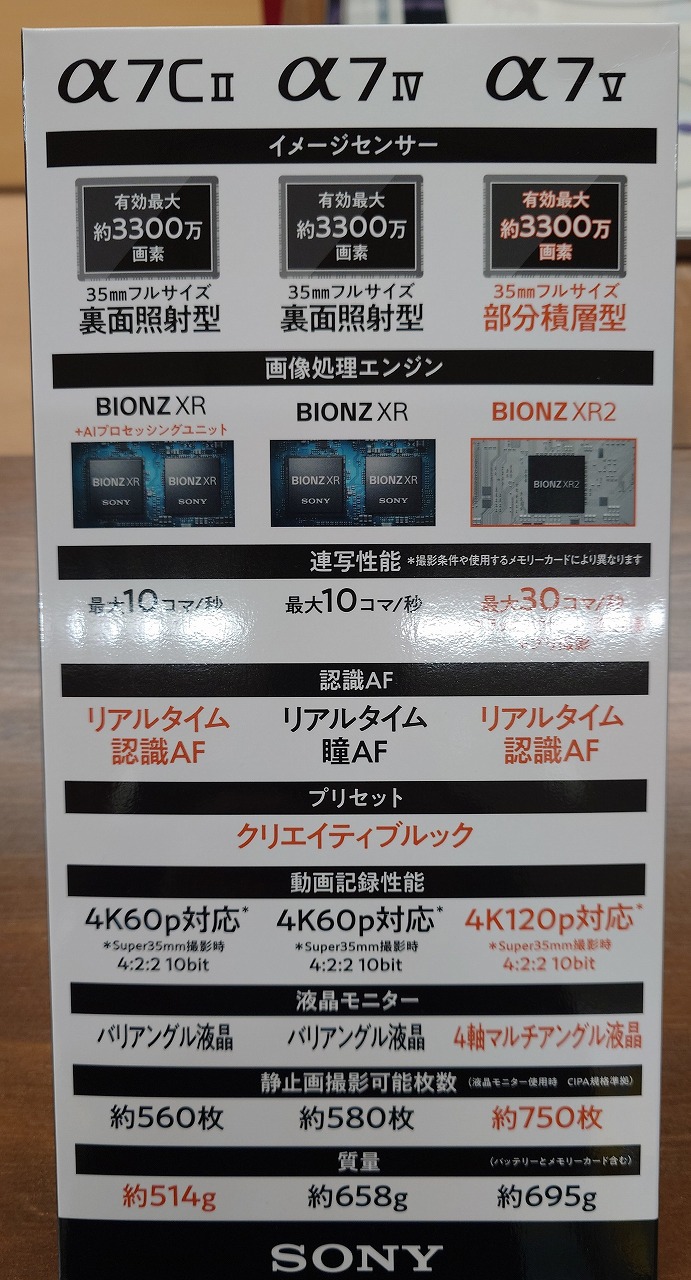 α7CII α7IV α7V
イメージセンサー
有効最大 有効最大 有効最大
約3300万 約3300万 約3300万
画素 画素 画素
35mmフルサイズ 35mmフルサイズ 35mmフルサイズ
裏面照射型 裏面照射型 部分積層型
画像処理エンジン
BIONZ XR BIONZ XR BIONZ XR2
+AIプロセッシングユニット
BIONZ XR BIONZ XR BIONZ XR BIONZ XR BIONZ XR2
SONY SONY SONY SONY
連写性能 *撮影条件や使用するメモリーカードにより異なります
最大10コマ/秒 最大10コマ/秒 最大30コマ/秒
認識AF
リアルタイム リアルタイム リアルタイム
認識AF 瞳AF 認識AF
プリセット
クリエイティブルック
動画記録性能
4K60p対応* 4K60p対応* 4K120p対応*
*Super35mm撮影時 *Super35mm撮影時 *Super35mm撮影時
4:2:2 10bit 4:2:2 10bit 4:2:2 10bit
液晶モニター
バリアングル液晶 バリアングル液晶 4軸マルチアングル液晶
静止画撮影可能枚数 (液晶モニター使用時 CIPA規格準拠)
約560枚 約580枚 約750枚
質量 (バッテリーとメモリーカード含む)
約514g 約658g 約695g
SONY